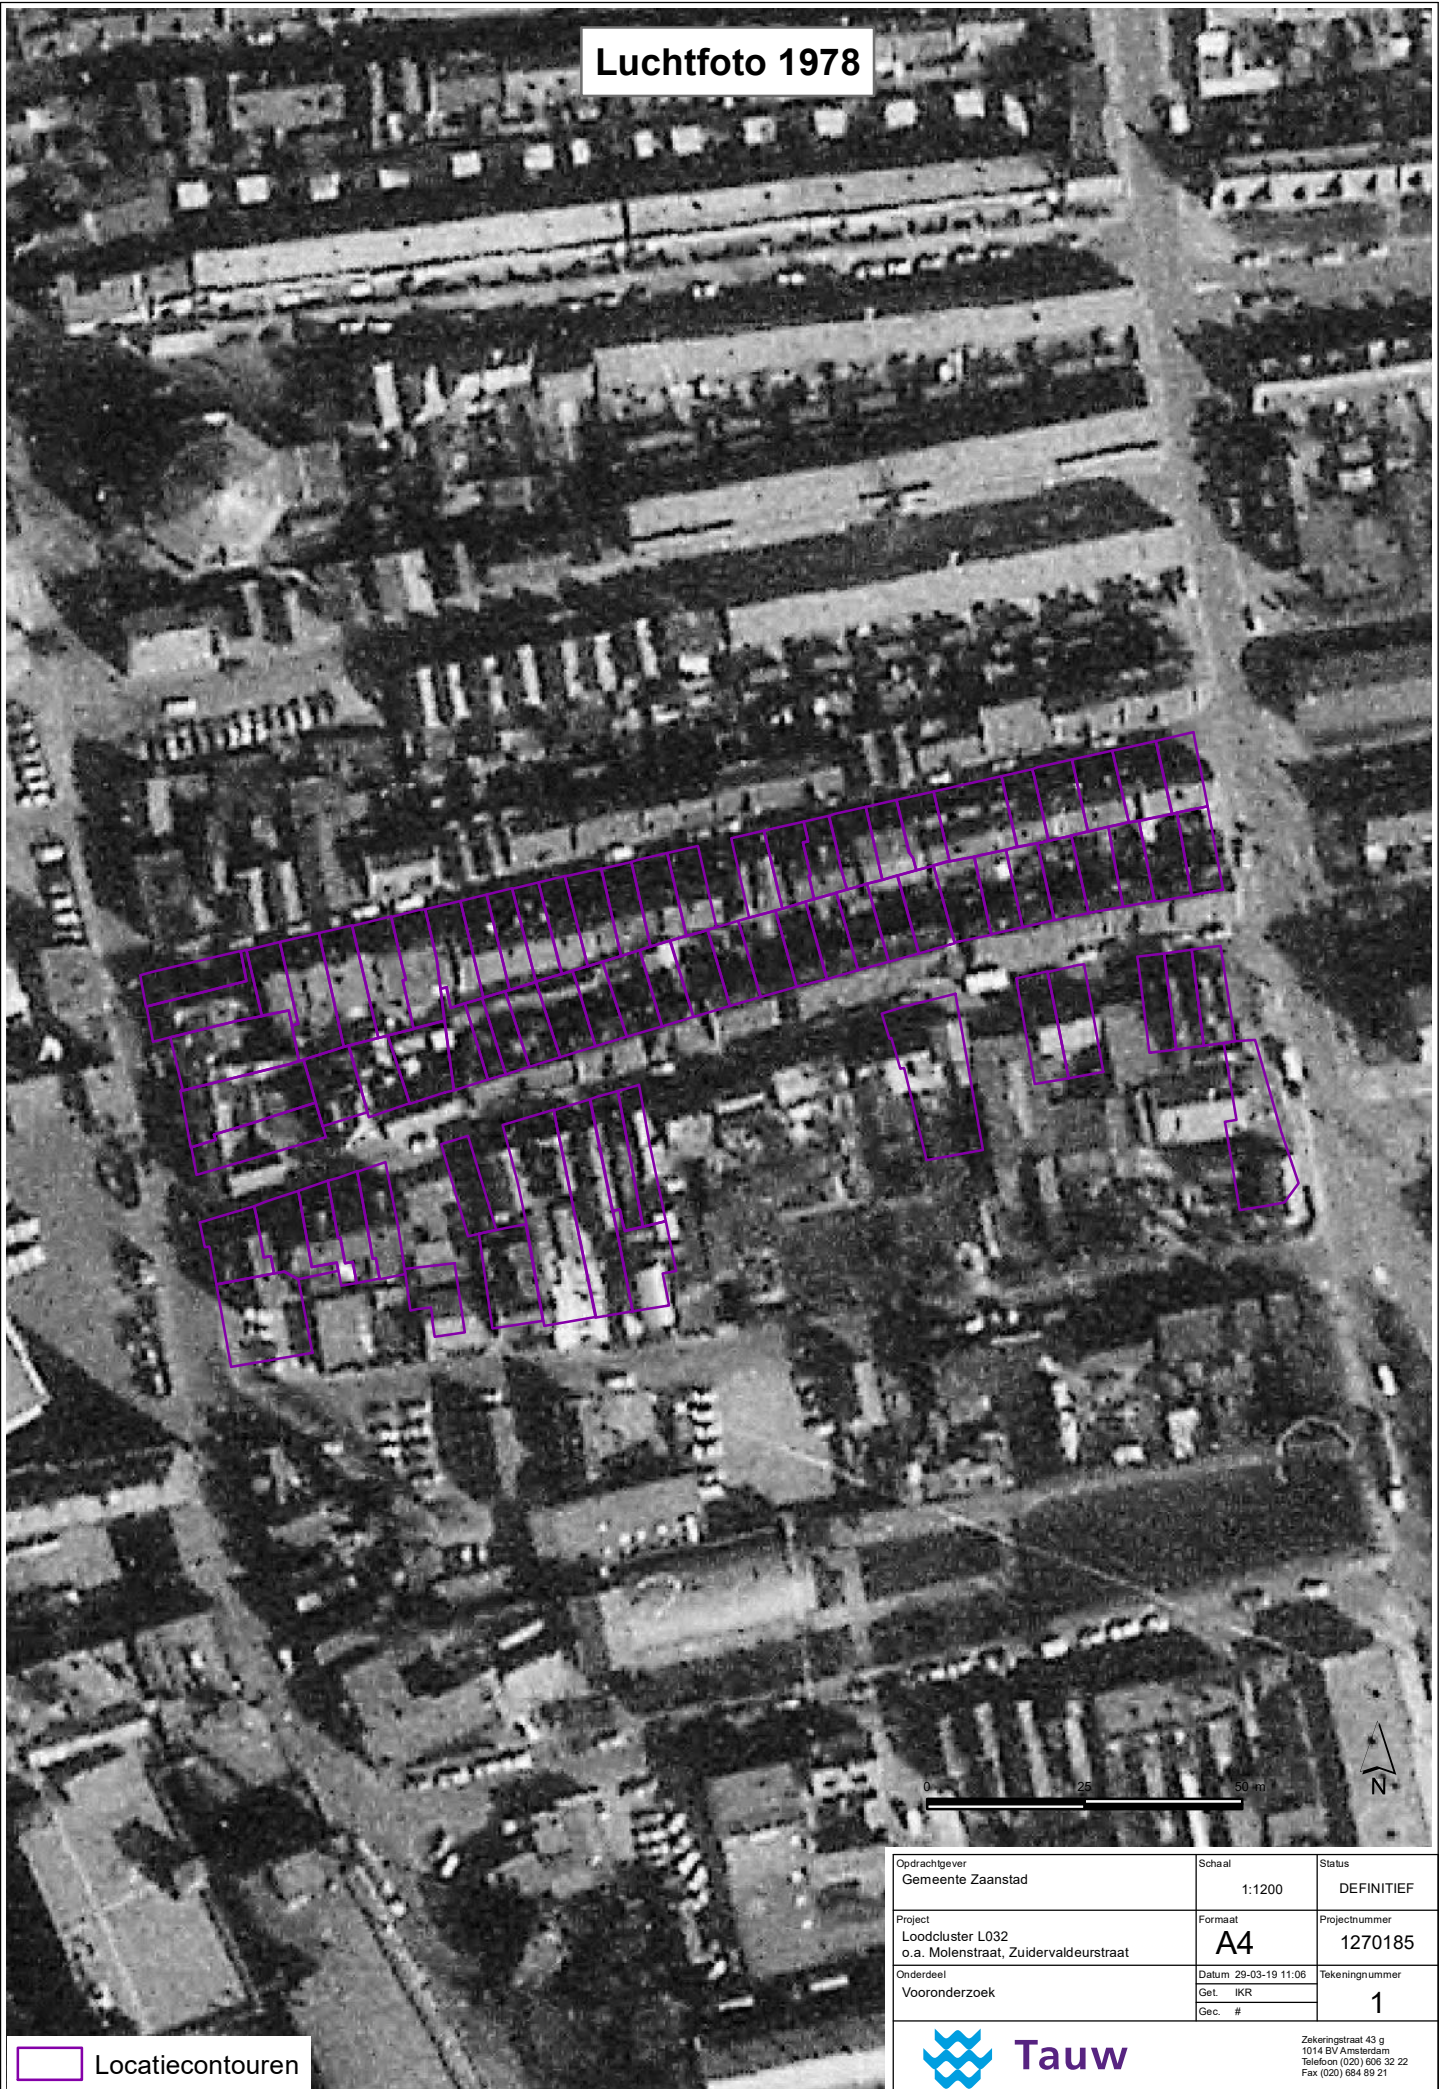 Luchtfoto 1978
0 25 50 m
N
Opdrachtgever
Gemeente Zaanstad
Schaal
1:1200
Status
DEFINITIEF
Project
Loodcluster L032
o.a. Molenstraat, Zuidervaldeurstraat
Formaat
A4
Projectnummer
1270185
Onderdeel
Vooronderzoek
Datum 29-03-19 11:06
Get. IKR
Gec. #
Tekeningnummer
1
Tauw
Zekeringstraat 43 g
1014 BV Amsterdam
Telefoon (020) 606 32 22
Fax (020) 684 89 21
Locatiecontouren